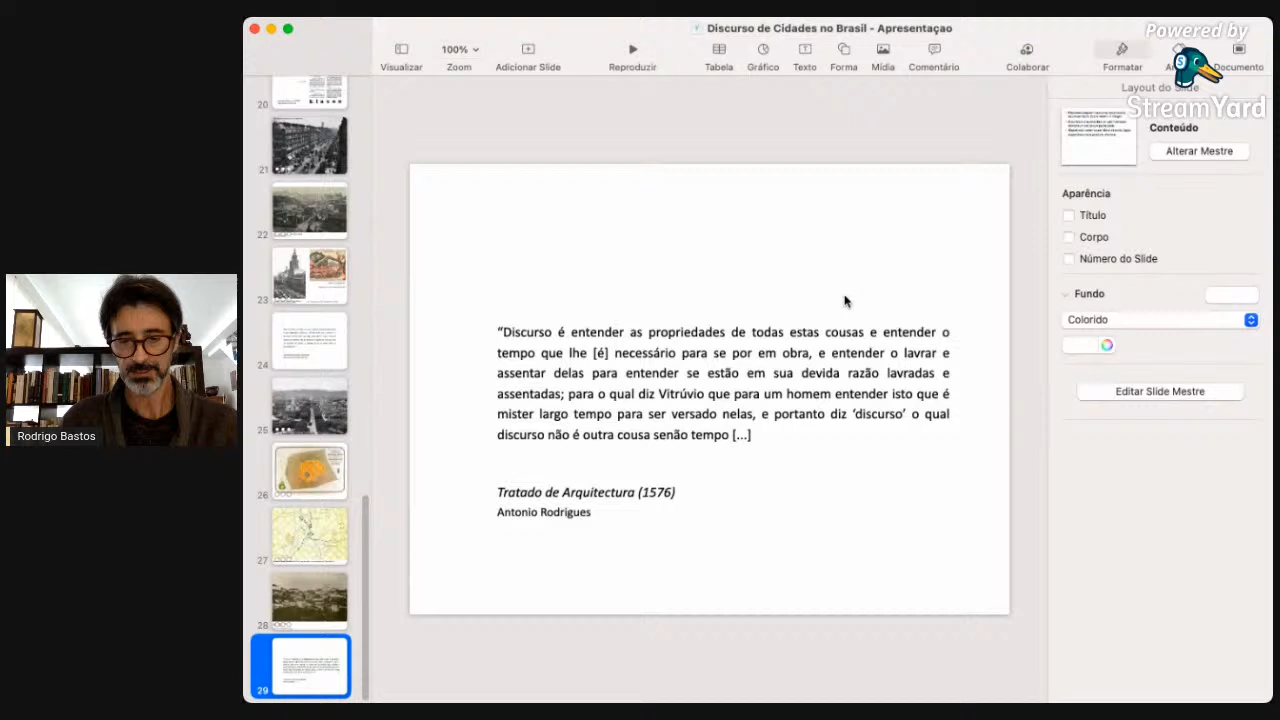 Discurso de Cidades no Brasil - Apresentaçao
Powered by
StreamYard
Visualizar
100%
Zoom
Adicionar Slide
Reproduzir
Tabela
Gráfico
Texto
Forma
Mídia
Comentário
Colaborar
Formatar
Documento
Layout do Slide
Conteúdo
Alterar Mestre
Aparência
Título
Corpo
Número do Slide
Fundo
Colorido
Editar Slide Mestre
20
21
22
23
24
25
26
27
28
29
“Discurso é entender as propriedades de todas estas cousas e entender o
tempo que lhe [é] necessário para se por em obra, e entender o lavrar e
assentar delas para entender se estão em sua devida razão lavradas e
assentadas; para o qual diz Vitrúvio que para um homem entender isto que é
mister largo tempo para ser versado nelas, e portanto diz ‘discurso’ o qual
discurso não é outra cousa senão tempo [...]
Tratado de Arquitectura (1576)
Antonio Rodrigues
Rodrigo Bastos